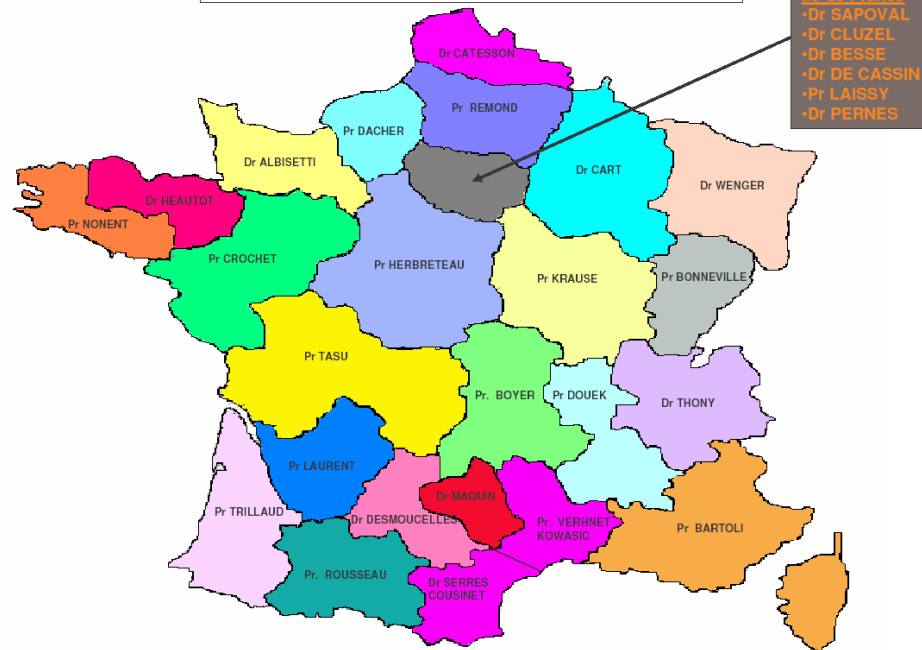 •Dr SAPOVAL
•Dr CLUZEL
•Dr BESSE
•Dr DE CASSIN
•Pr LAISSY
•Dr PERNES
Dr CATESSON
Pr REMOND
Pr DACHER
Dr ALBISETTI
Dr CART
Dr WENGER
Dr HEAUTOT
Pr NONENT
Pr CROCHET
Pr HERBRETEAU
Pr KRAUSE
Pr BONNEVILLE
Pr TASU
Pr. BOYER
Pr DOUEK
Dr THONY
Pr LAURENT
Dr MAQUIN
Pr TRILLAUD
Dr DESMOUCELLES
Pr. VERHNET
KOWASIC
Pr BARTOLI
Pr. ROUSSEAU
Dr SERRES
COUSINET